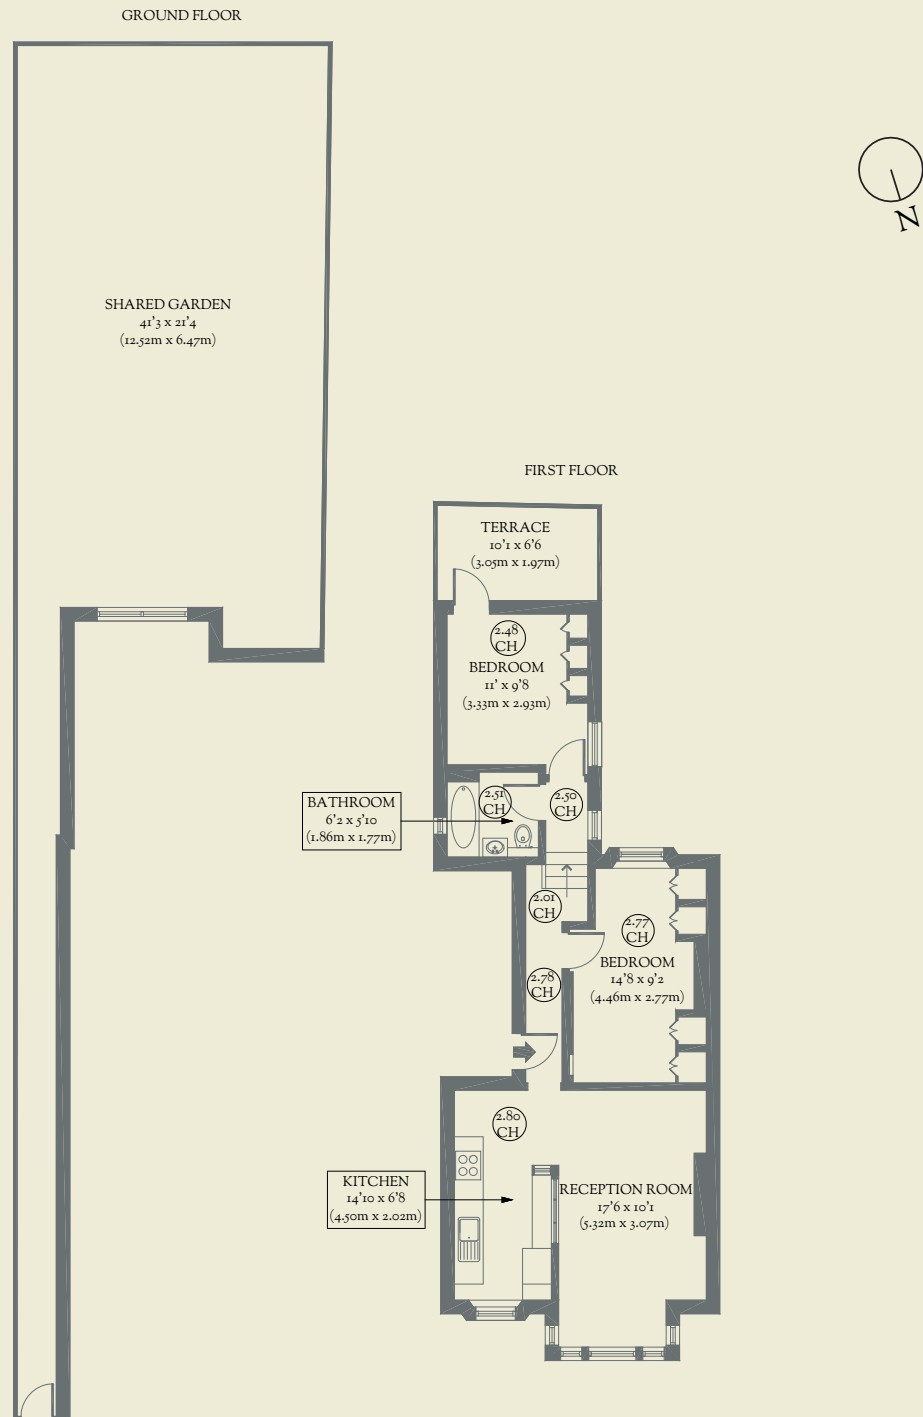 GROUND FLOOR
N
SHARED GARDEN
41'3 x 21'4
(12.52m x 6.47m)
FIRST FLOOR
TERRACE
10'1 x 6'6
(3.05m x 1.97m)
2.48
CH
BEDROOM
11' x 9'8
(3.33m x 2.93m)
BATHROOM
6'2 x 5'10
(1.86m x 1.77m)
2.51
CH
2.50
CH
2.01
CH
2.77
CH
BEDROOM
14'8 x 9'2
(4.46m x 2.77m)
2.78
CH
2.80
CH
KITCHEN
14'10 x 6'8
(4.50m x 2.02m)
RECEPTION ROOM
17'6 x 10'1
(5.32m x 3.07m)